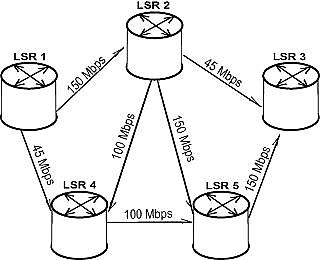 LSR 2
LSR 1
150 Mbps
45 Mbps
LSR 3
45 Mbps
100 Mbps
150 Mbps
150 Mbps
LSR 4
100 Mbps
LSR 5